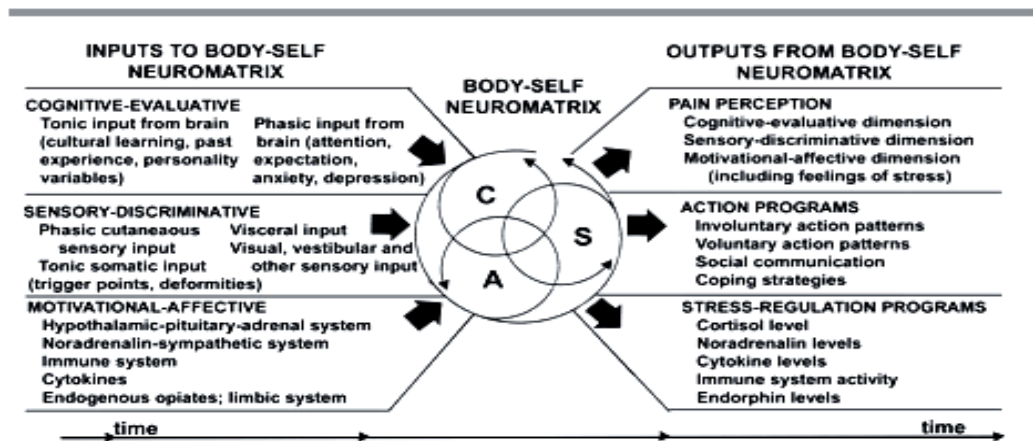 INPUTS TO BODY-SELF
NEUROMATRIX
COGNITIVE-EVALUATIVE
Tonic input from brain
(cultural learning, past
experience, personality
variables)
Phasic input from
brain (attention,
expectation,
anxiety, depression)
SENSORY-DISCRIMINATIVE
Phasic cutaneaous
sensory input
Tonic somatic input
(trigger points, deformities)
Visceral input
Visual, vestibular and
other sensory input
MOTIVATIONAL-AFFECTIVE
Hypothalamic-pituitary-adrenal system
Noradrenalin-sympathetic system
Immune system
Cytokines
Endogenous opiates; limbic system
BODY-SELF
NEUROMATRIX
C
S
A
OUTPUTS FROM BODY-SELF
NEUROMATRIX
PAIN PERCEPTION
Cognitive-evaluative dimension
Sensory-discriminative dimension
Motivational-affective dimension
(including feelings of stress)
ACTION PROGRAMS
Involuntary action patterns
Voluntary action patterns
Social communication
Coping strategies
STRESS-REGULATION PROGRAMS
Cortisol level
Noradrenalin levels
Cytokine levels
Immune system activity
Endorphin levels
time
time